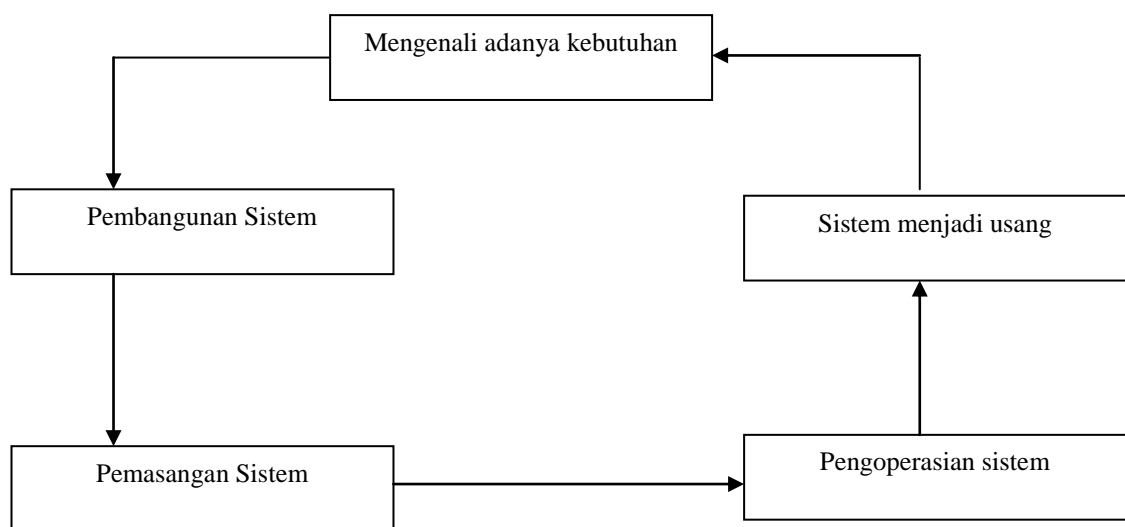 Mengenali adanya kebutuhan
Pembangunan Sistem
Sistem menjadi usang
Pemasangan Sistem
Pengoperasian sistem